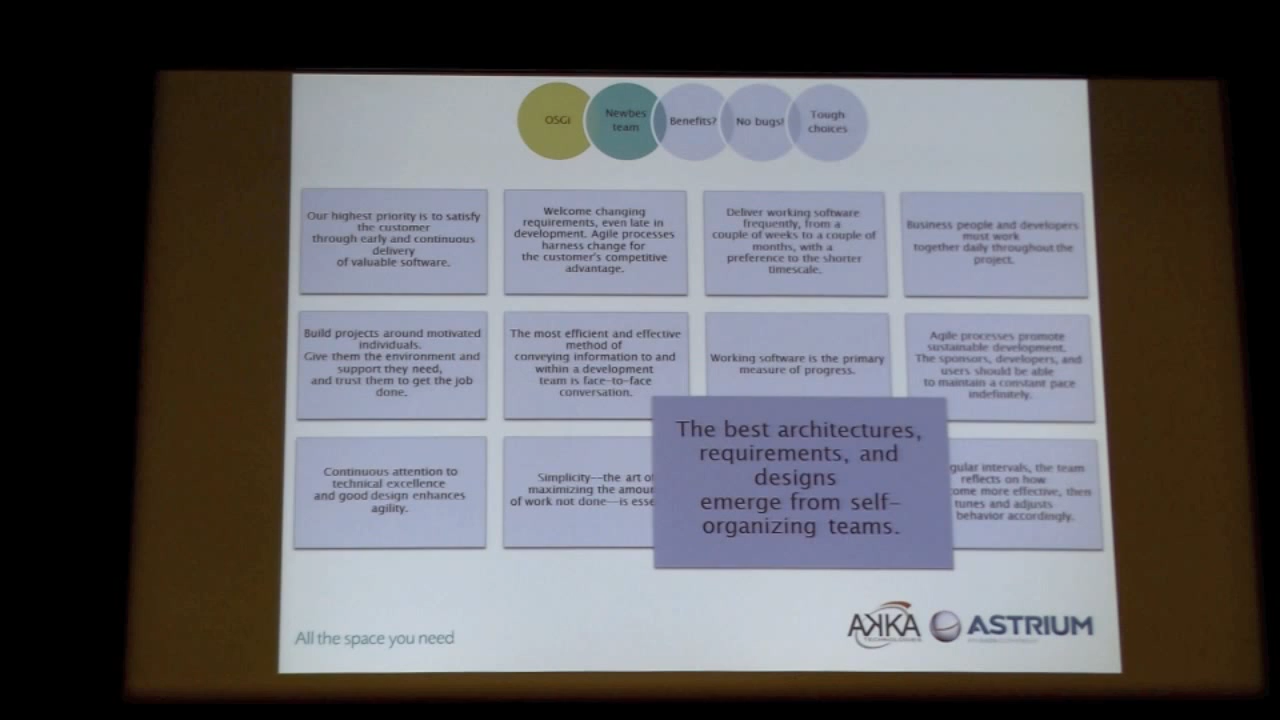 OSGi
Newbes
team
Benefits?
No bugs?
Tough
choices
Our highest priority is to satisfy
the customer
through early and continuous
delivery
of valuable software.
Welcome changing
requirements, even late in
development. Agile processes
harness change for
the customer's competitive
advantage.
Deliver working software
frequently, from a
couple of weeks to a couple of
months, with a
preference to the shorter
timescale.
Business people and developers
must work
together daily throughout the
project.
Build projects around motivated
individuals.
Give them the environment and
support they need,
and trust them to get the job
done.
The most efficient and effective
method of
conveying information to and
within a development
team is face-to-face
conversation.
Working software is the primary
measure of progress.
Agile processes promote
sustainable development.
The sponsors, developers, and
users should be able
to maintain a constant pace
indefinitely.
Continuous attention to
technical excellence
and good design enhances
agility.
Simplicity--the art of
maximizing the amoun
of work not done--is esse
The best architectures,
requirements, and
designs
emerge from self-
organizing teams.
gular intervals, the team
reflects on how
ome more effective, then
tunes and adjusts
behavior accordingly.
All the space you need
AKKA
TECHNOLOGIES
ASTRIUM